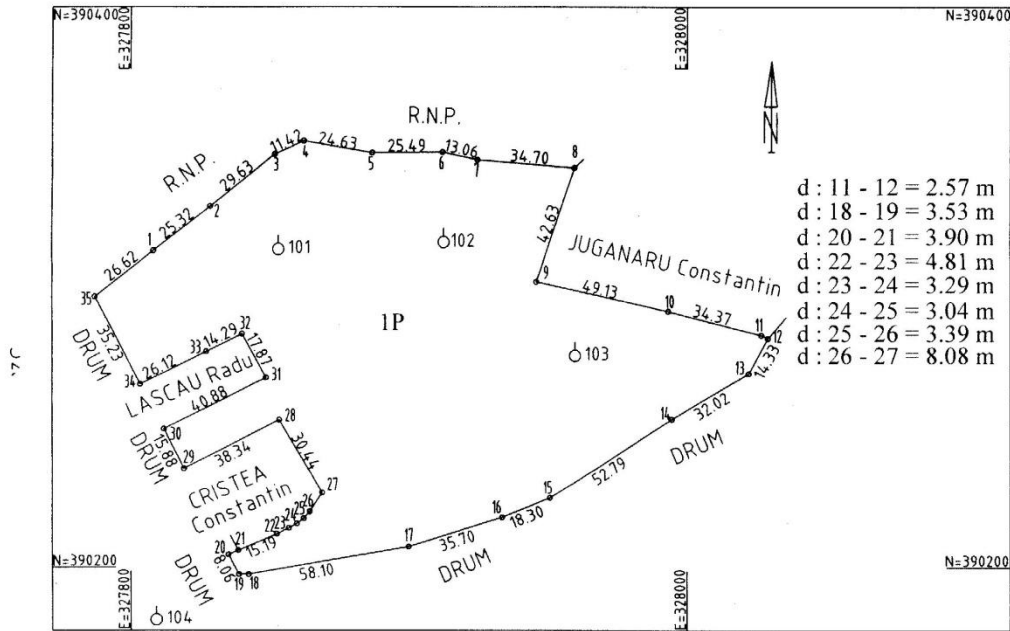 N=390400
E=327800
E=328000
N=390400
R.N.P.
R.N.P.
N
11.42
4
24.63
25.49
13.06
34.70
8
3
5
6
7
29.63
2
25.32
1
26.62
35
101
102
42.63
JUGANARU Constantin
9
49.13
10
34.37
11
12
d : 11 - 12 = 2.57 m
d : 18 - 19 = 3.53 m
d : 20 - 21 = 3.90 m
d : 22 - 23 = 4.81 m
d : 23 - 24 = 3.29 m
d : 24 - 25 = 3.04 m
d : 25 - 26 = 3.39 m
d : 26 - 27 = 8.08 m
1P
103
14.33
13
32.02
14
DRUM
52.79
35.23
DRUM
34
26.12
33
14.29
32
17.87
31
LASCAU Radu
40.88
30
15.88
DRUM
29
38.34
28
30.44
CRISTEA
Constantin
27
26
25
24
23
22
21
15.19
20
8.06
DRUM
19
18
58.10
17
35.70
16
18.30
15
DRUM
N=390200
E=327800
104
E=328000
N=390200